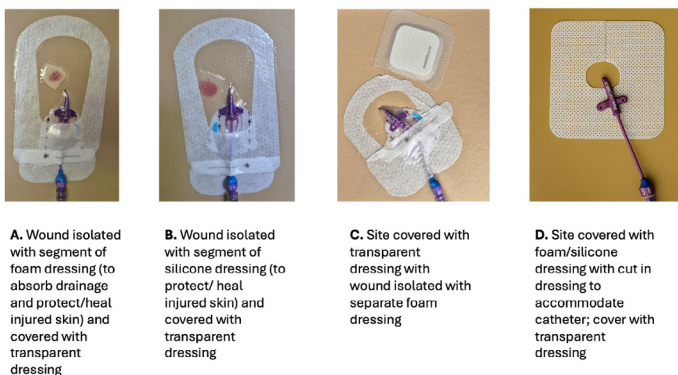 A. Wound isolated
with segment of
foam dressing (to
absorb drainage
and protect/heal
injured skin) and
covered with
transparent
dressing
B. Wound isolated
with segment of
silicone dressing (to
protect/ heal
injured skin) and
covered with
transparent
dressing
C. Site covered with
transparent
dressing with
wound isolated with
separate foam
dressing
D. Site covered with
foam/silicone
dressing with cut in
dressing to
accommodate
catheter; cover with
transparent
dressing